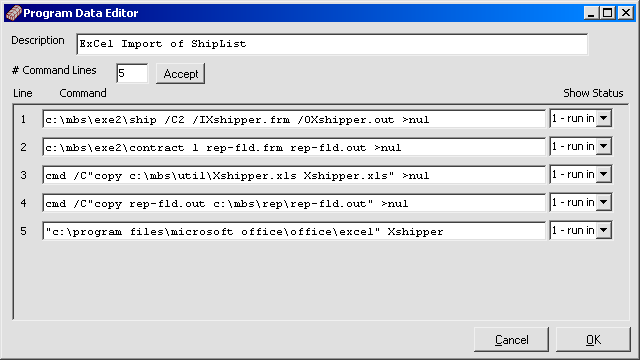 Program Data Editor
Description ExCel Import of ShipList
# Command Lines 5 Accept
Line Command Show Status
1 c:\mbs\exe2\ship /C2 /IXshipper.frm /OXshipper.out >nul 1 - run in
2 c:\mbs\exe2\contract l rep-fld.frm rep-fld.out >nul 1 - run in
3 cmd /C"copy c:\mbs\util\Xshipper.xls Xshipper.xls" >nul 1 - run in
4 cmd /C"copy rep-fld.out c:\mbs\rep\rep-fld.out" >nul 1 - run in
5 "c:\program files\microsoft office\office\excel" Xshipper 1 - run in
Cancel OK